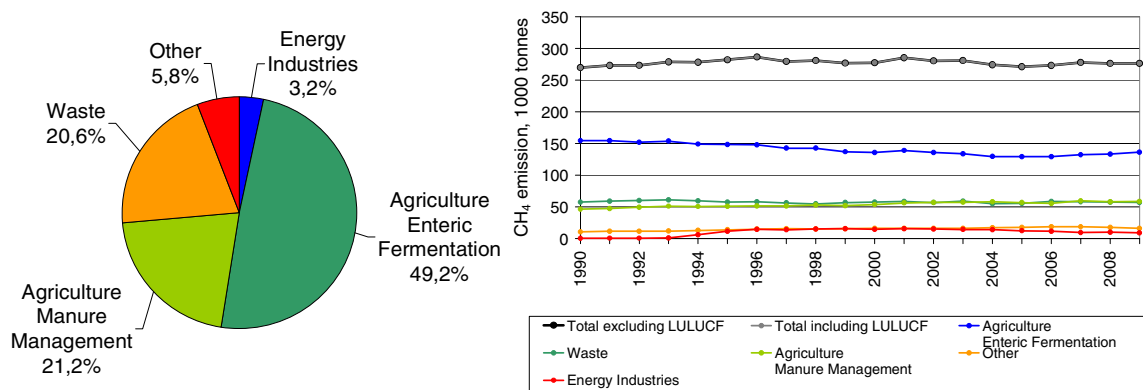 Energy
Industries
3,2%
Other
5,8%
Waste
20,6%
Agriculture
Enteric
Fermentation
49,2%
Agriculture
Manure
Management
21,2%
CH4 emission, 1000 tonnes
350
300
250
200
150
100
50
0
1990
1992
1994
1996
1998
2000
2002
2004
2006
2008
Total excluding LULUCF
Total including LULUCF
Agriculture
Enteric Fermentation
Waste
Agriculture
Manure Management
Other
Energy Industries